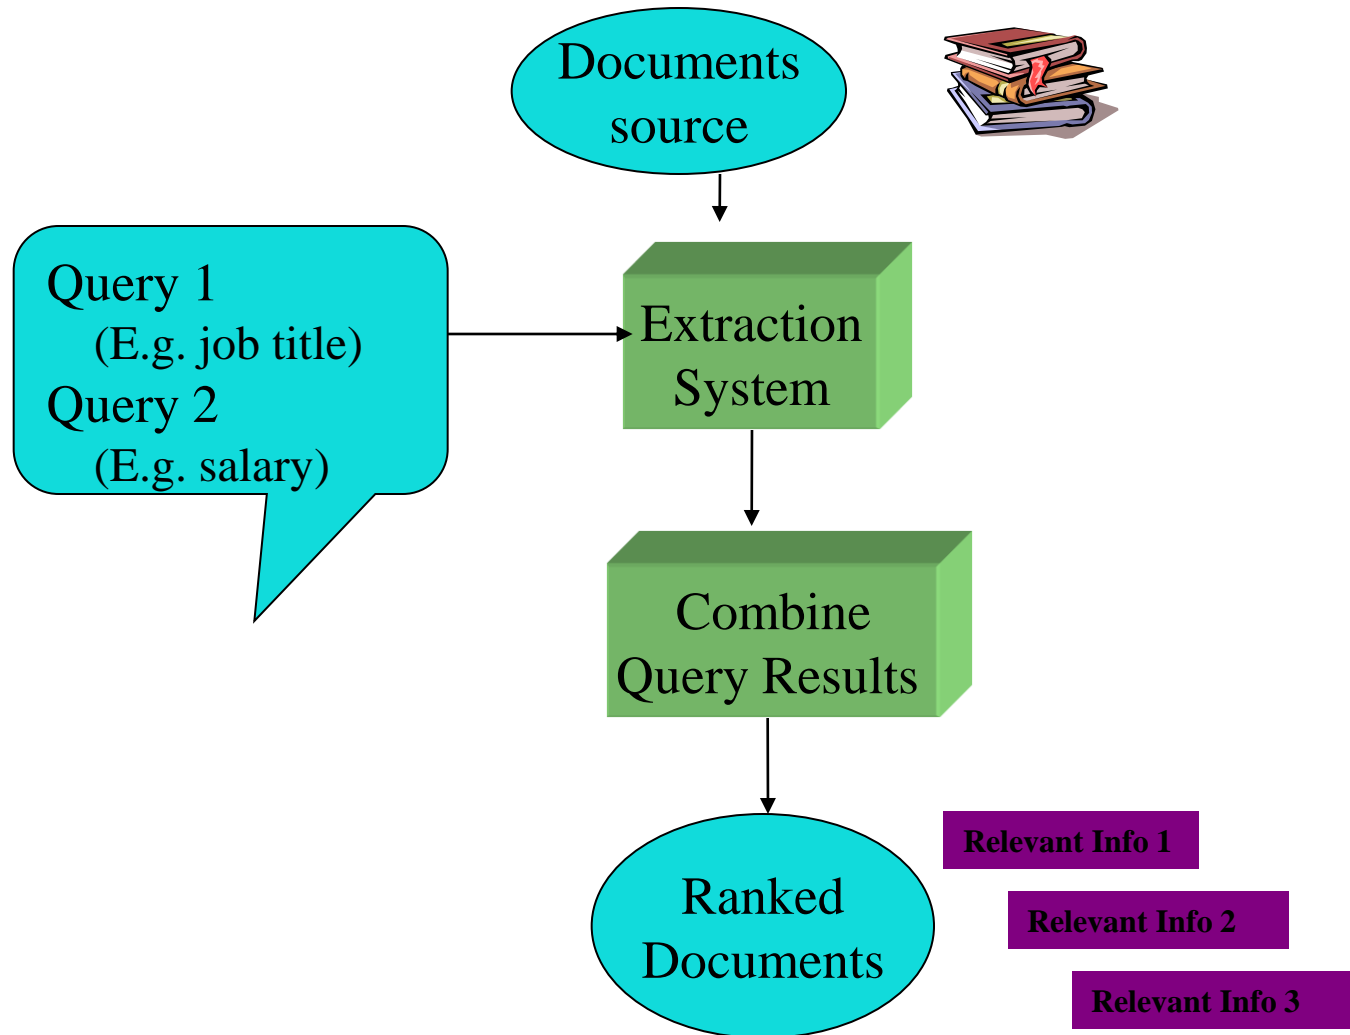 Documents
source
Query 1
(E.g. job title)
Query 2
(E.g. salary)
Extraction
System
Combine
Query Results
Ranked
Documents
Relevant Info 1
Relevant Info 2
Relevant Info 3